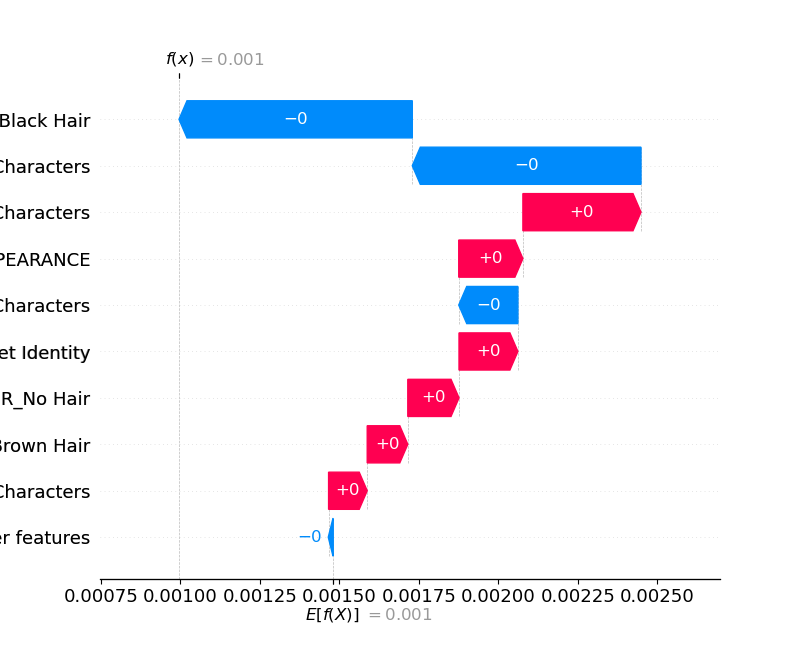 f(x) = 0.001
Black Hair −0
Characters −0
Characters +0
PEARANCE +0
Characters −0
et Identity +0
R_No Hair +0
Brown Hair +0
Characters +0
er features −0
0.00075 0.00100 0.00125 0.00150 0.00175 0.00200 0.00225 0.00250
E[f(X)] = 0.001